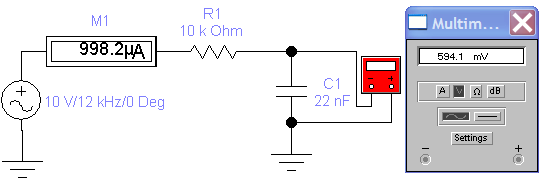 M1
998.2µA
R1
10 k Ohm
10 V/12 kHz/0 Deg
C1
22 nF
Multim...
594.1 mV
A V Ω dB
Settings